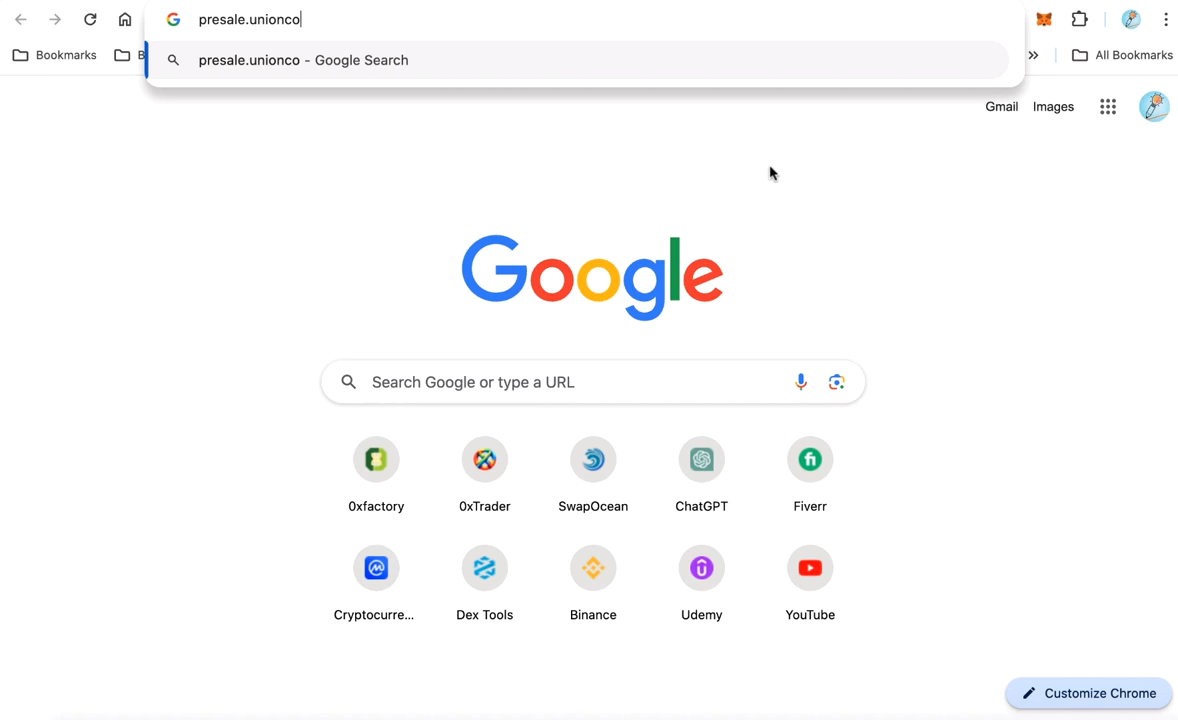 presale.unionco
presale.unionco - Google Search
Bookmarks
B
All Bookmarks
Gmail
Images
Google
Search Google or type a URL
0xfactory
0xTrader
SwapOcean
ChatGPT
Fiverr
Cryptocurre...
Dex Tools
Binance
Udemy
YouTube
Customize Chrome